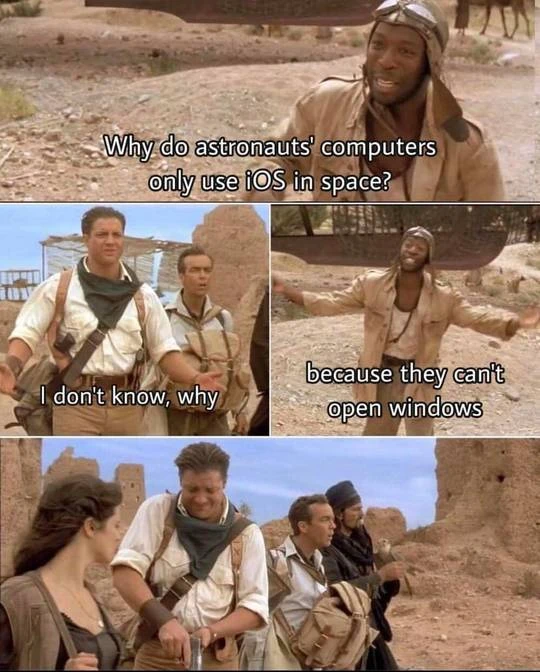 Why do astronauts' computers
only use iOS in space?
I don't know, why
because they can't
open windows